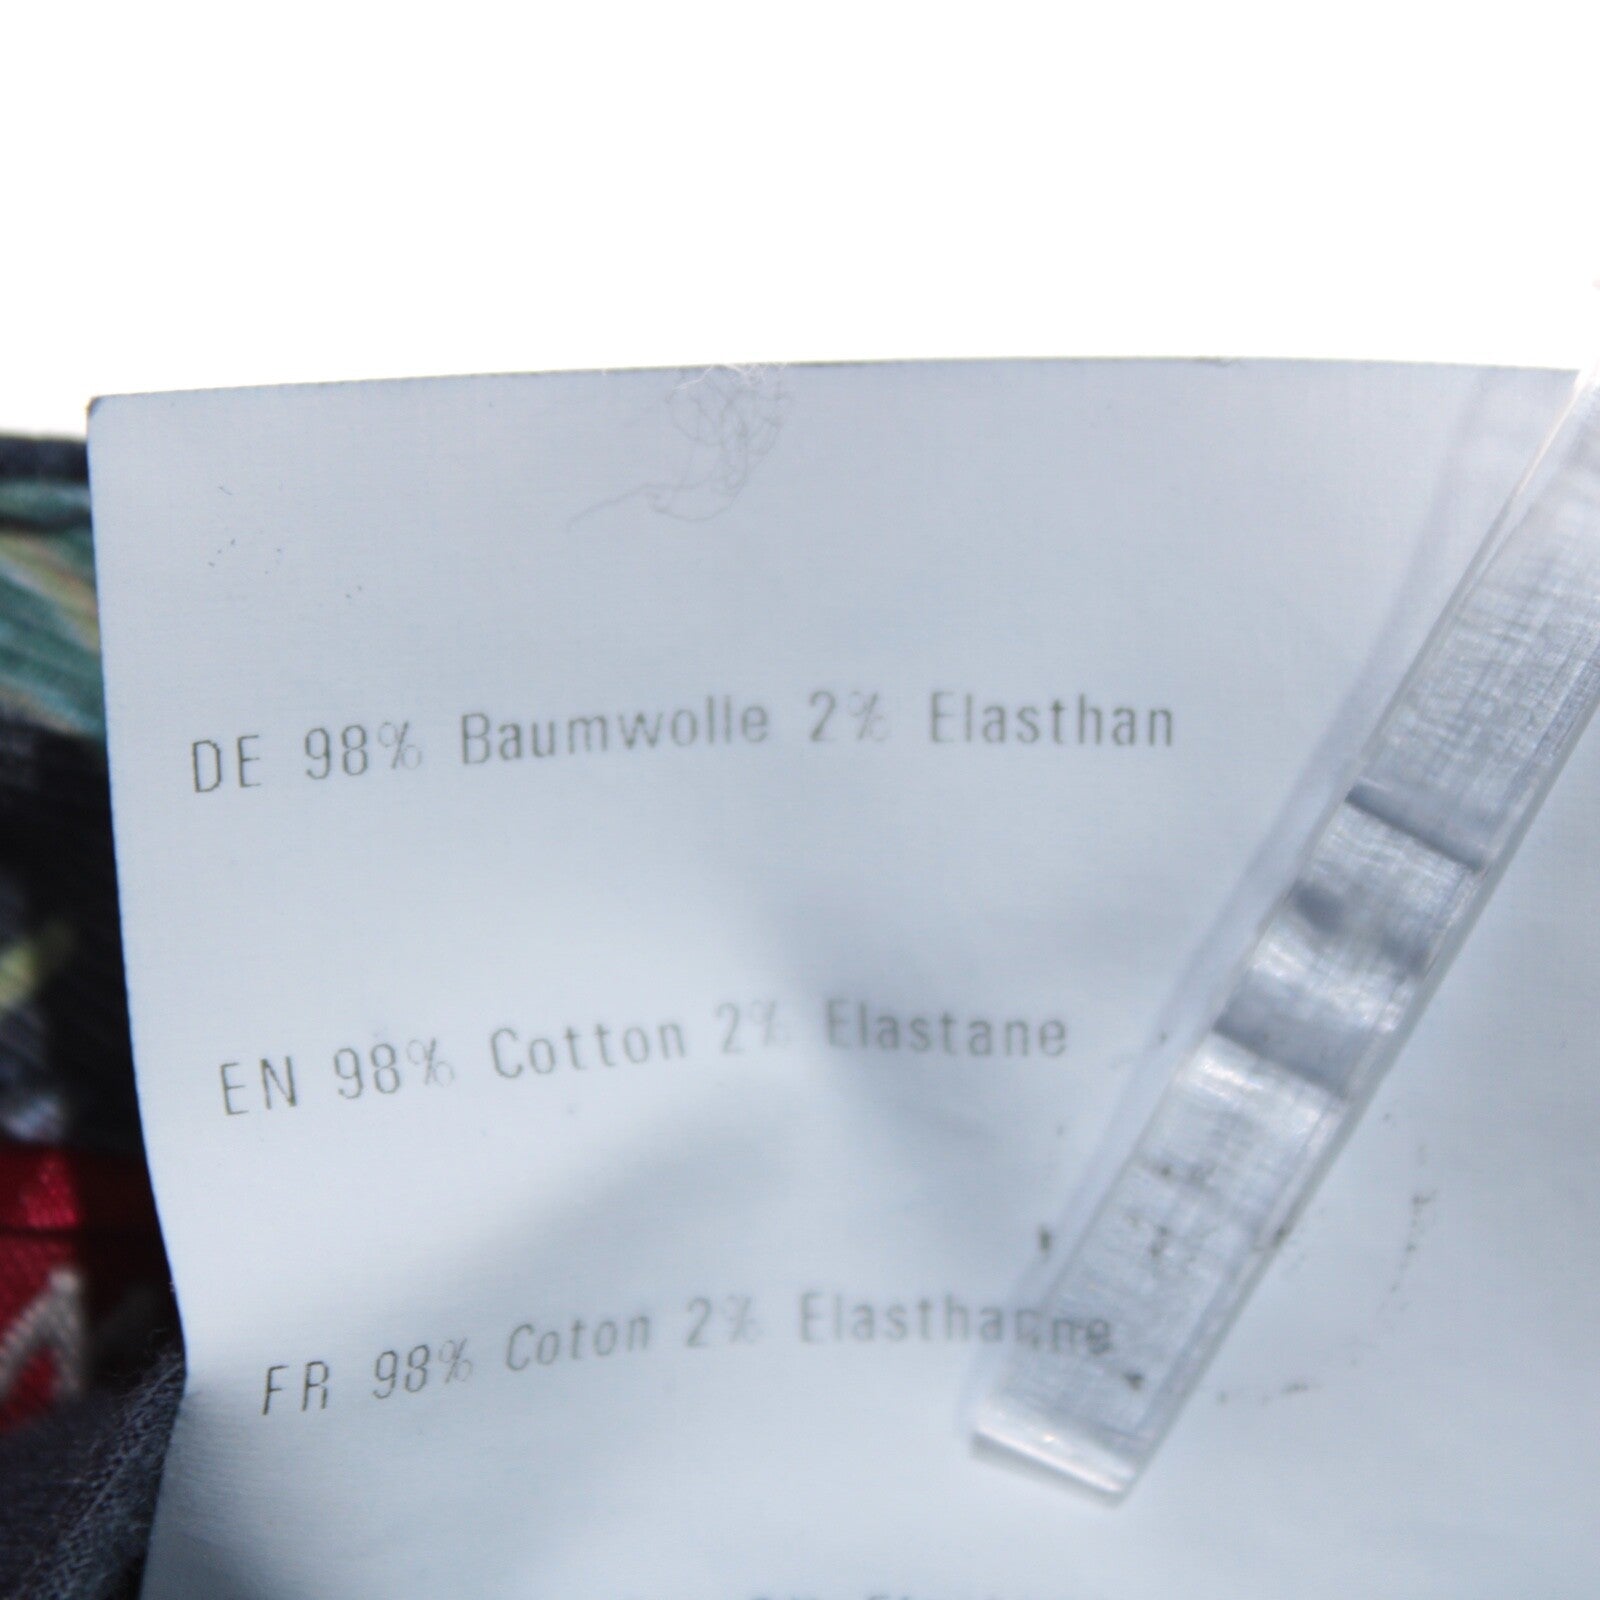 DE 98% Baumwolle 2% Elasthan
EN 98% Cotton 2% Elastane
FR 98% Coton 2% Elasthanne